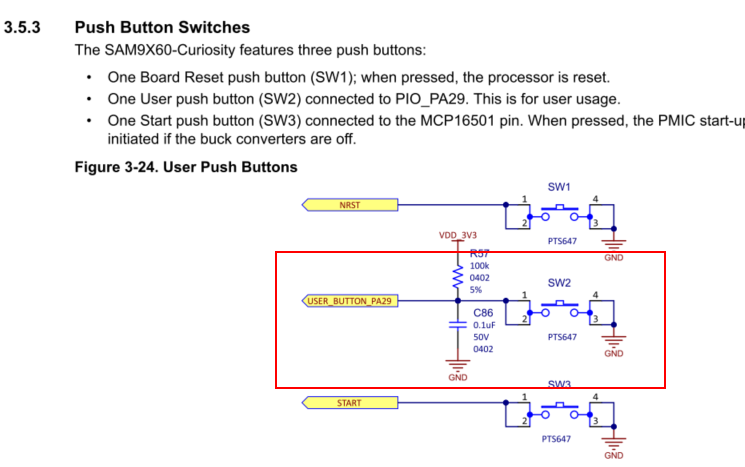 3.5.3 Push Button Switches
The SAM9X60-Curiosity features three push buttons:
• One Board Reset push button (SW1); when pressed, the processor is reset.
• One User push button (SW2) connected to PIO_PA29. This is for user usage.
• One Start push button (SW3) connected to the MCP16501 pin. When pressed, the PMIC start-up
initiated if the buck converters are off.
Figure 3-24. User Push Buttons
SW1
NRST
1
4
2
3
PTS647
GND
VDD_3V3
R57
100k
0402
5%
SW2
USER_BUTTON_PA29
1
4
2
3
C86
0.1uF
50V
0402
PTS647
GND
GND
SW3
START
1
4
2
3
PTS647
GND